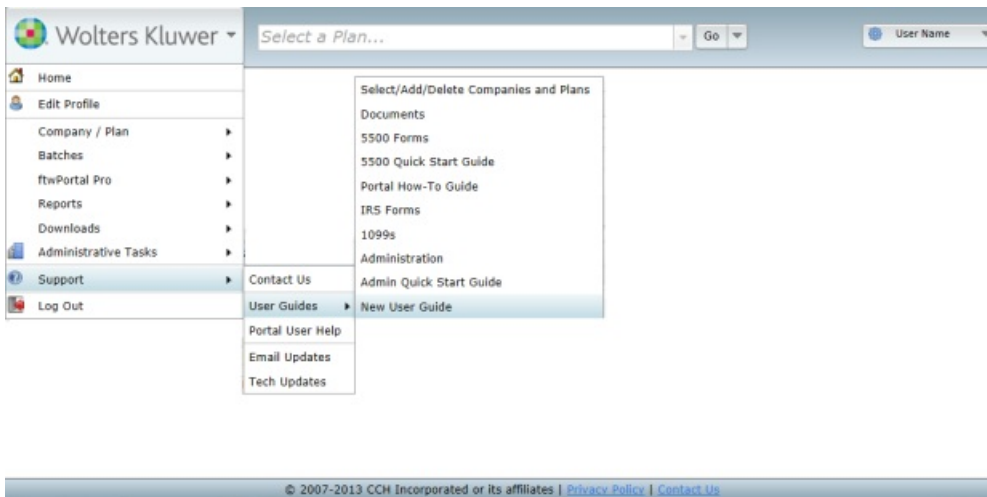 Wolters Kluwer
Select a Plan...
Go
User Name
Home
Edit Profile
Company / Plan
Batches
ftwPortal Pro
Reports
Downloads
Administrative Tasks
Support
Log Out
Contact Us
User Guides
Portal User Help
Email Updates
Tech Updates
Select/Add/Delete Companies and Plans
Documents
5500 Forms
5500 Quick Start Guide
Portal How-To Guide
IRS Forms
1099s
Administration
Admin Quick Start Guide
New User Guide
© 2007-2013 CCH Incorporated or its affiliates | Privacy Policy | Contact Us